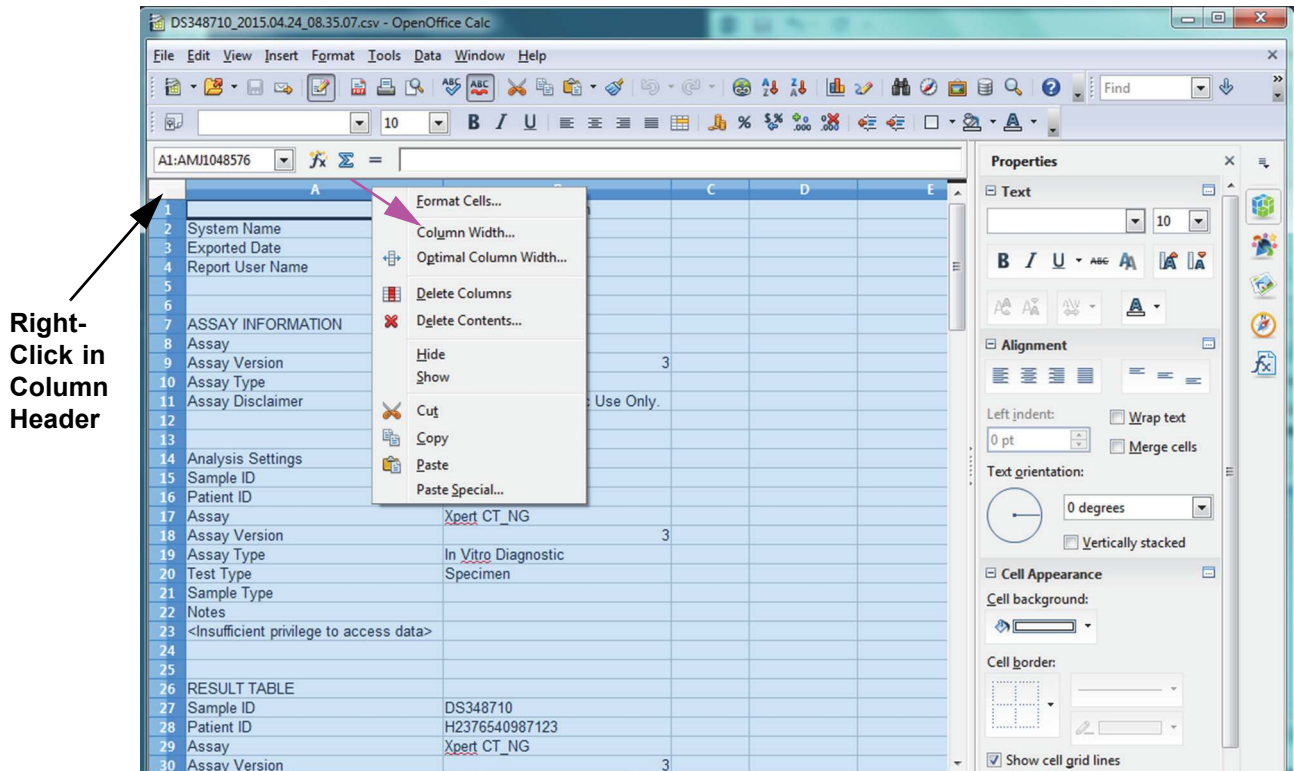 DS348710_2015.04.24_08.35.07.csv - OpenOffice Calc
File Edit View Insert Format Tools Data Window Help
Find
10
A1:AMJ1048576
Properties
A C D E
1
2 System Name
3 Exported Date
4 Report User Name
5
6
7 ASSAY INFORMATION
8 Assay
9 Assay Version 3
10 Assay Type
11 Assay Disclaimer Use Only.
12
13
14 Analysis Settings
15 Sample ID
16 Patient ID
17 Assay Xpert CT_NG
18 Assay Version 3
19 Assay Type In Vitro Diagnostic
20 Test Type Specimen
21 Sample Type
22 Notes
23 <Insufficient privilege to access data>
24
25
26 RESULT TABLE
27 Sample ID DS348710
28 Patient ID H2376540987123
29 Assay Xpert CT_NG
30 Assay Version 3
Format Cells...
Column Width...
Optimal Column Width...
Delete Columns
Delete Contents...
Hide
Show
Cut
Copy
Paste
Paste Special...
Right-
Click in
Column
Header
Text
10
Alignment
Left indent:
Wrap text
0 pt
Merge cells
Text orientation:
0 degrees
Vertically stacked
Cell Appearance
Cell background:
Cell border:
Show cell grid lines